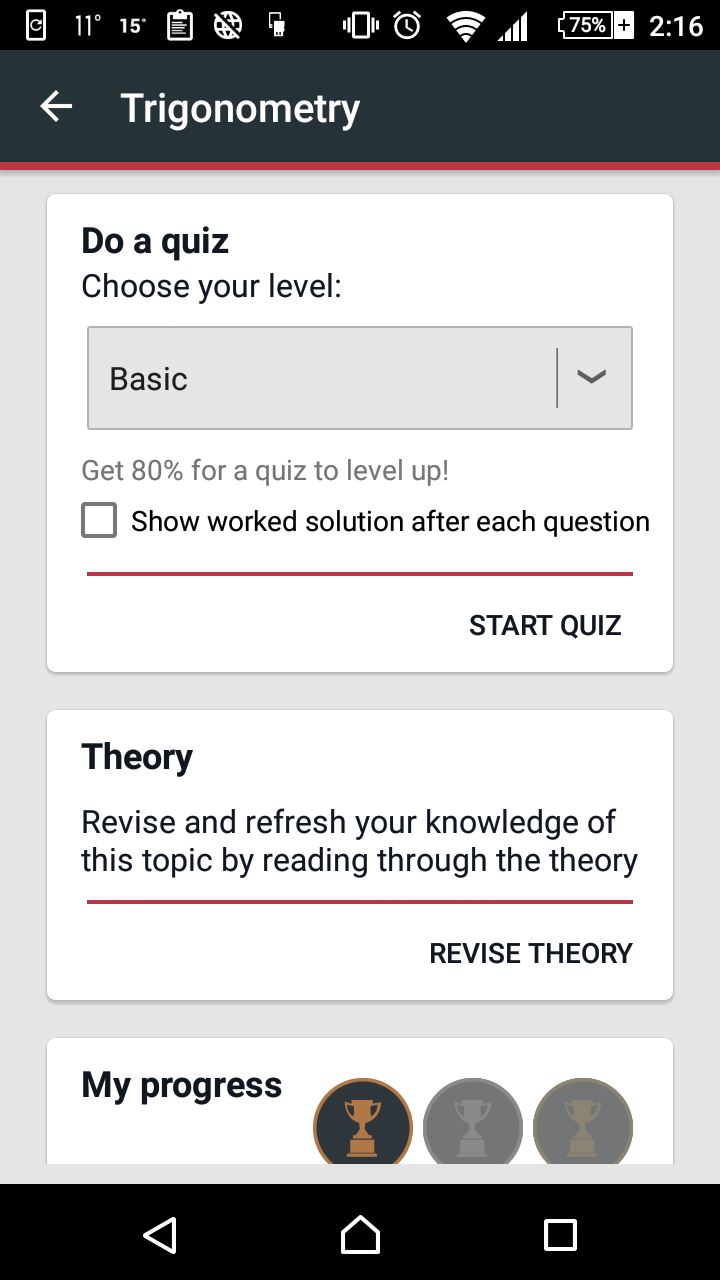 11° 15° 75% 2:16
Trigonometry
Do a quiz
Choose your level:
Basic
Get 80% for a quiz to level up!
Show worked solution after each question
START QUIZ
Theory
Revise and refresh your knowledge of
this topic by reading through the theory
REVISE THEORY
My progress